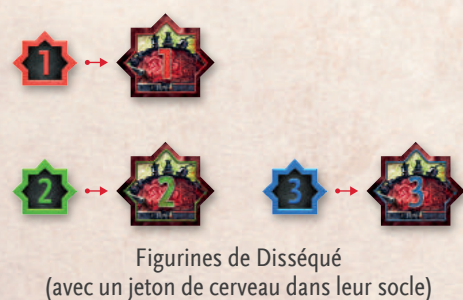 1 1
2 2 3 3
Figurines de Disséqué
(avec un jeton de cerveau dans leur socle)